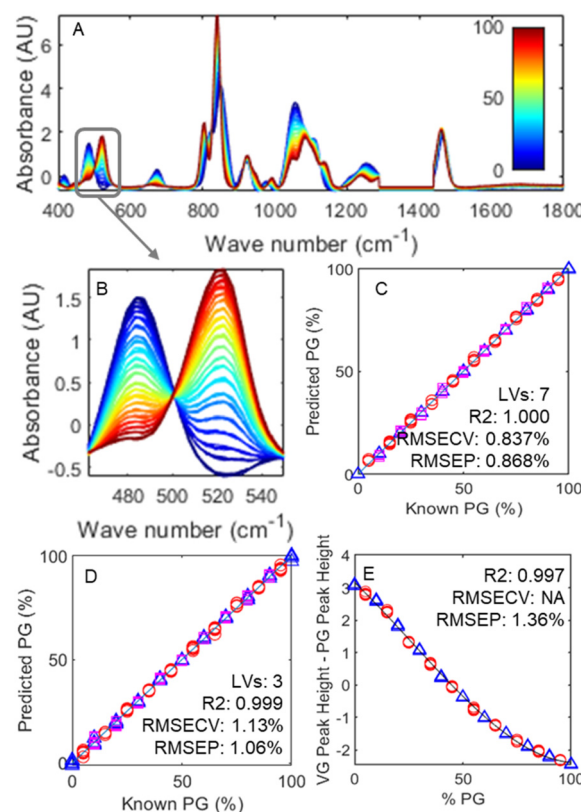 A
Absorbance (AU)
6
4
2
0
100
50
0
400 600 800 1000 1200 1400 1600 1800
Wave number (cm-1)
B
Absorbance (AU)
1.5
1
0.5
0
-0.5
480 500 520 540
Wave number (cm-1)
C
Predicted PG (%)
100
50
0
LVs: 7
R2: 1.000
RMSECV: 0.837%
RMSEP: 0.868%
0 50 100
Known PG (%)
D
Predicted PG (%)
100
50
0
LVs: 3
R2: 0.999
RMSECV: 1.13%
RMSEP: 1.06%
0 50 100
Known PG (%)
E
VG Peak Height - PG Peak Height
4
3
2
1
0
-1
-2
R2: 0.997
RMSECV: NA
RMSEP: 1.36%
0 50 100
% PG